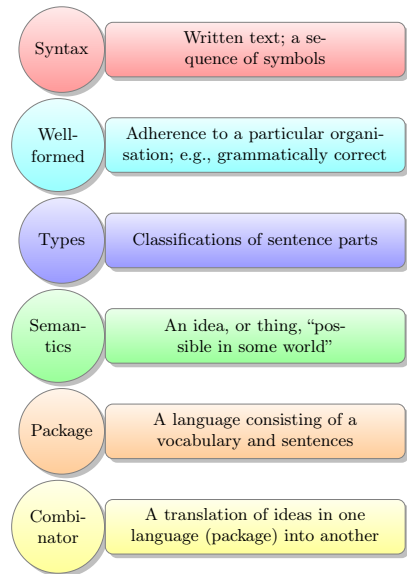 Syntax
Written text; a se-
quence of symbols
Well-
formed
Adherence to a particular organi-
sation; e.g., grammatically correct
Types
Classifications of sentence parts
Seman-
tics
An idea, or thing, “pos-
sible in some world”
Package
A language consisting of a
vocabulary and sentences
Combi-
nator
A translation of ideas in one
language (package) into another